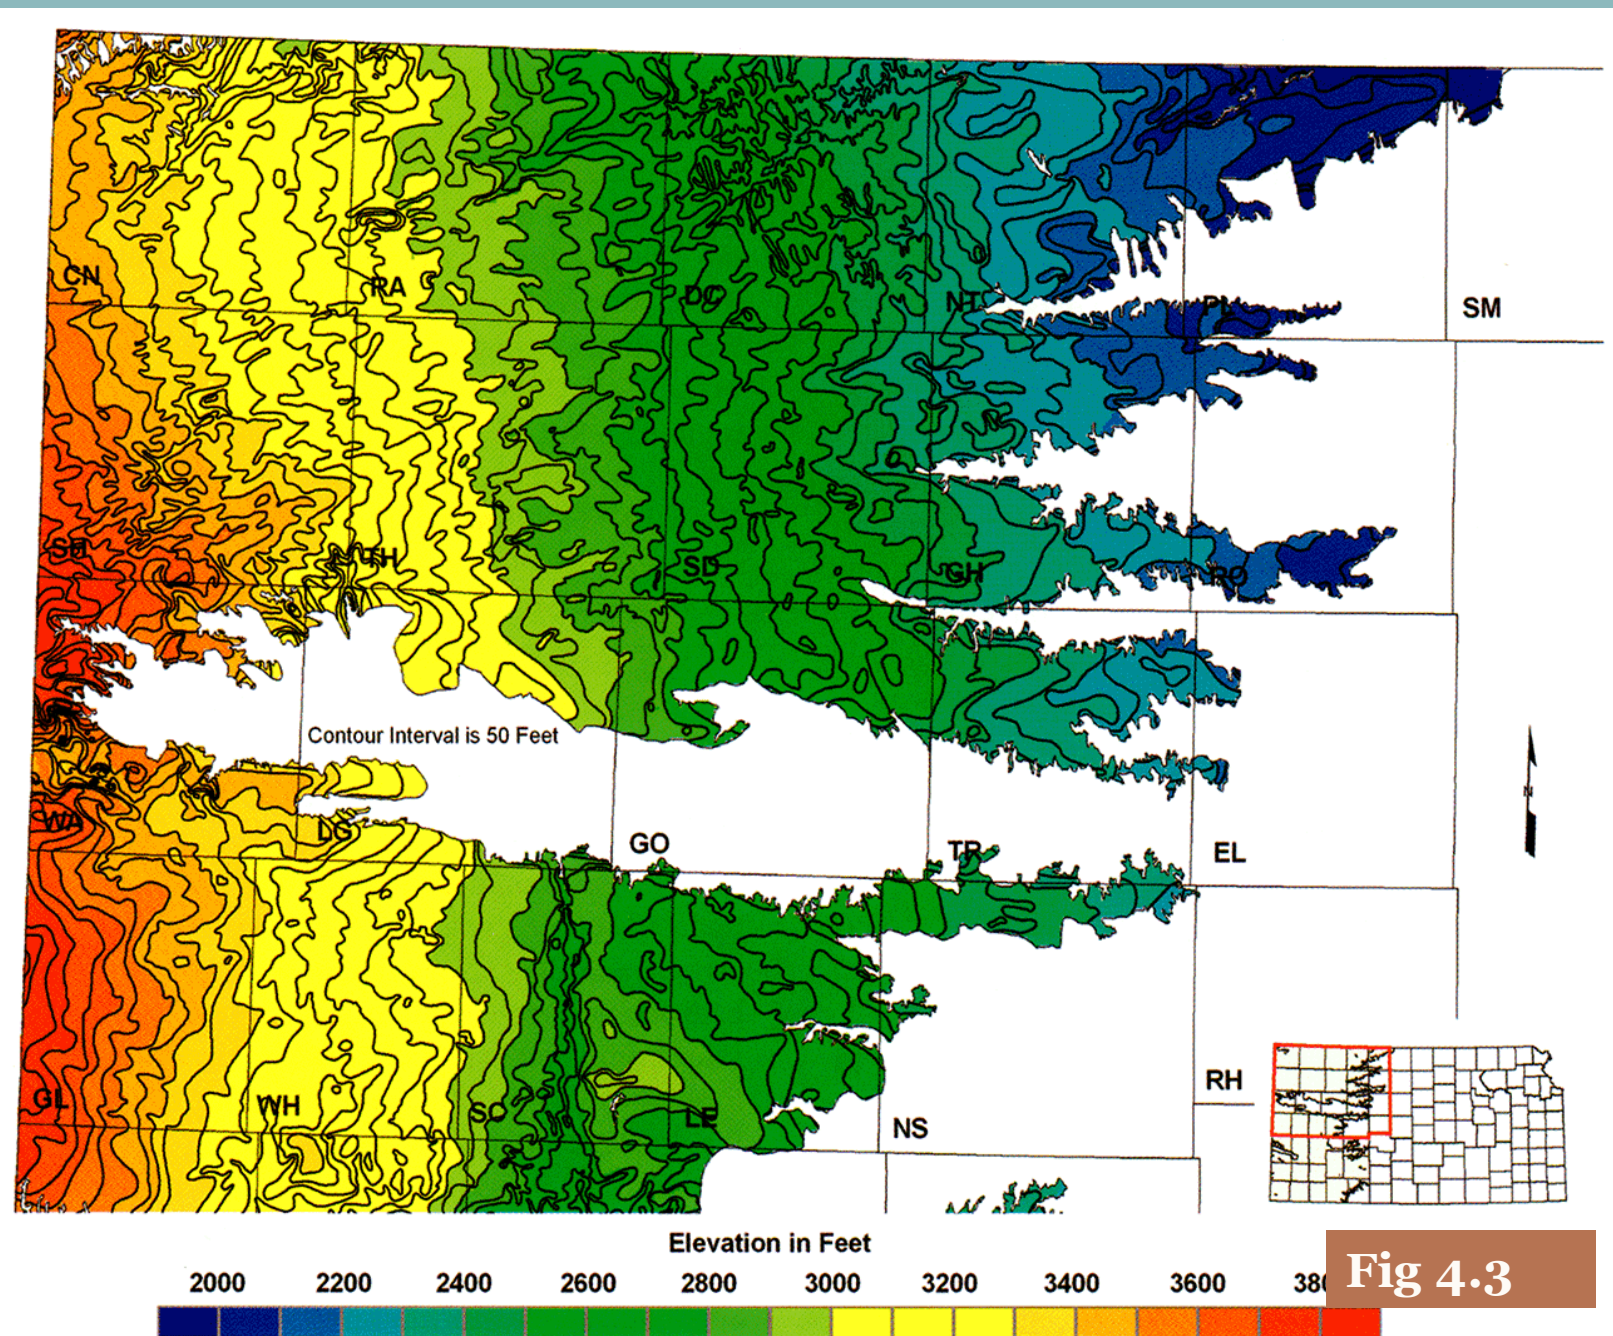 CN
RA
DC
NT
PL
SM
SH
TH
SD
GH
RO
Contour Interval is 50 Feet
N
WA
LG
GO
TR
EL
GL
WH
SC
LE
NS
RH
Elevation in Feet
2000 2200 2400 2600 2800 3000 3200 3400 3600
Fig 4.3